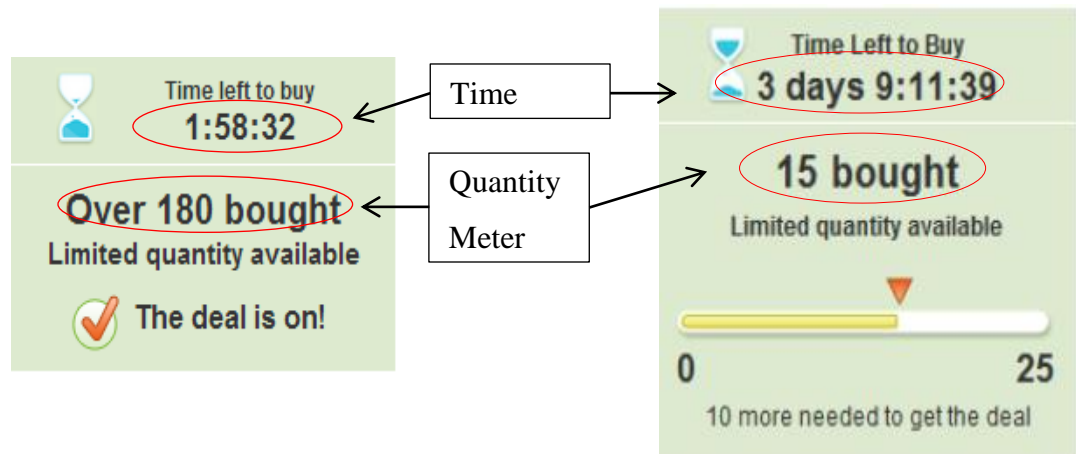 Time left to buy
1:58:32
Over 180 bought
Limited quantity available
The deal is on!
Time
Quantity
Meter
Time Left to Buy
3 days 9:11:39
15 bought
Limited quantity available
0 25
10 more needed to get the deal